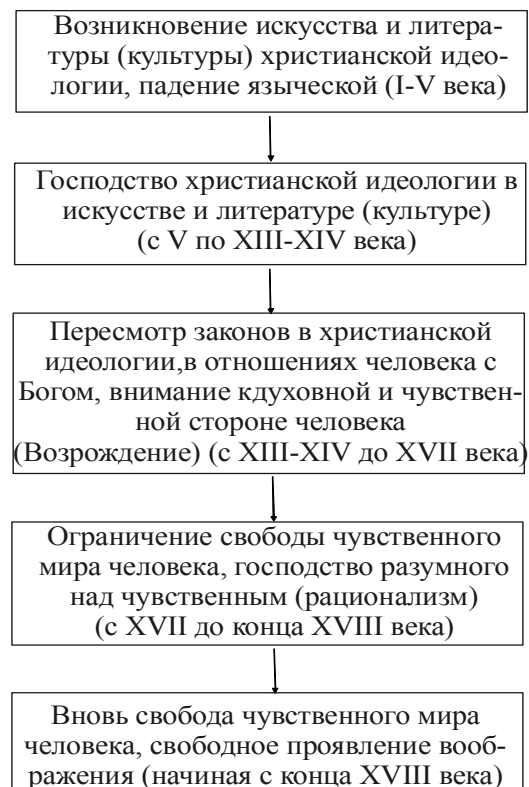 Возникновение искусства и литера-
туры (культуры) христианской идео-
логии, падение языческой (I-V века)
Господство христианской идеологии в
искусстве и литературе (культуре)
(с V по XIII-XIV века)
Пересмотр законов в христианской
идеологии,в отношениях человека с
Богом, внимание кдуховной и чувствен-
ной стороне человека
(Возрождение) (с XIII-XIV до XVII века)
Ограничение свободы чувственного
мира человека, господство разумного
над чувственным (рационализм)
(с XVII до конца XVIII века)
Вновь свобода чувственного мира
человека, свободное проявление вооб-
ражения (начиная с конца XVIII века)